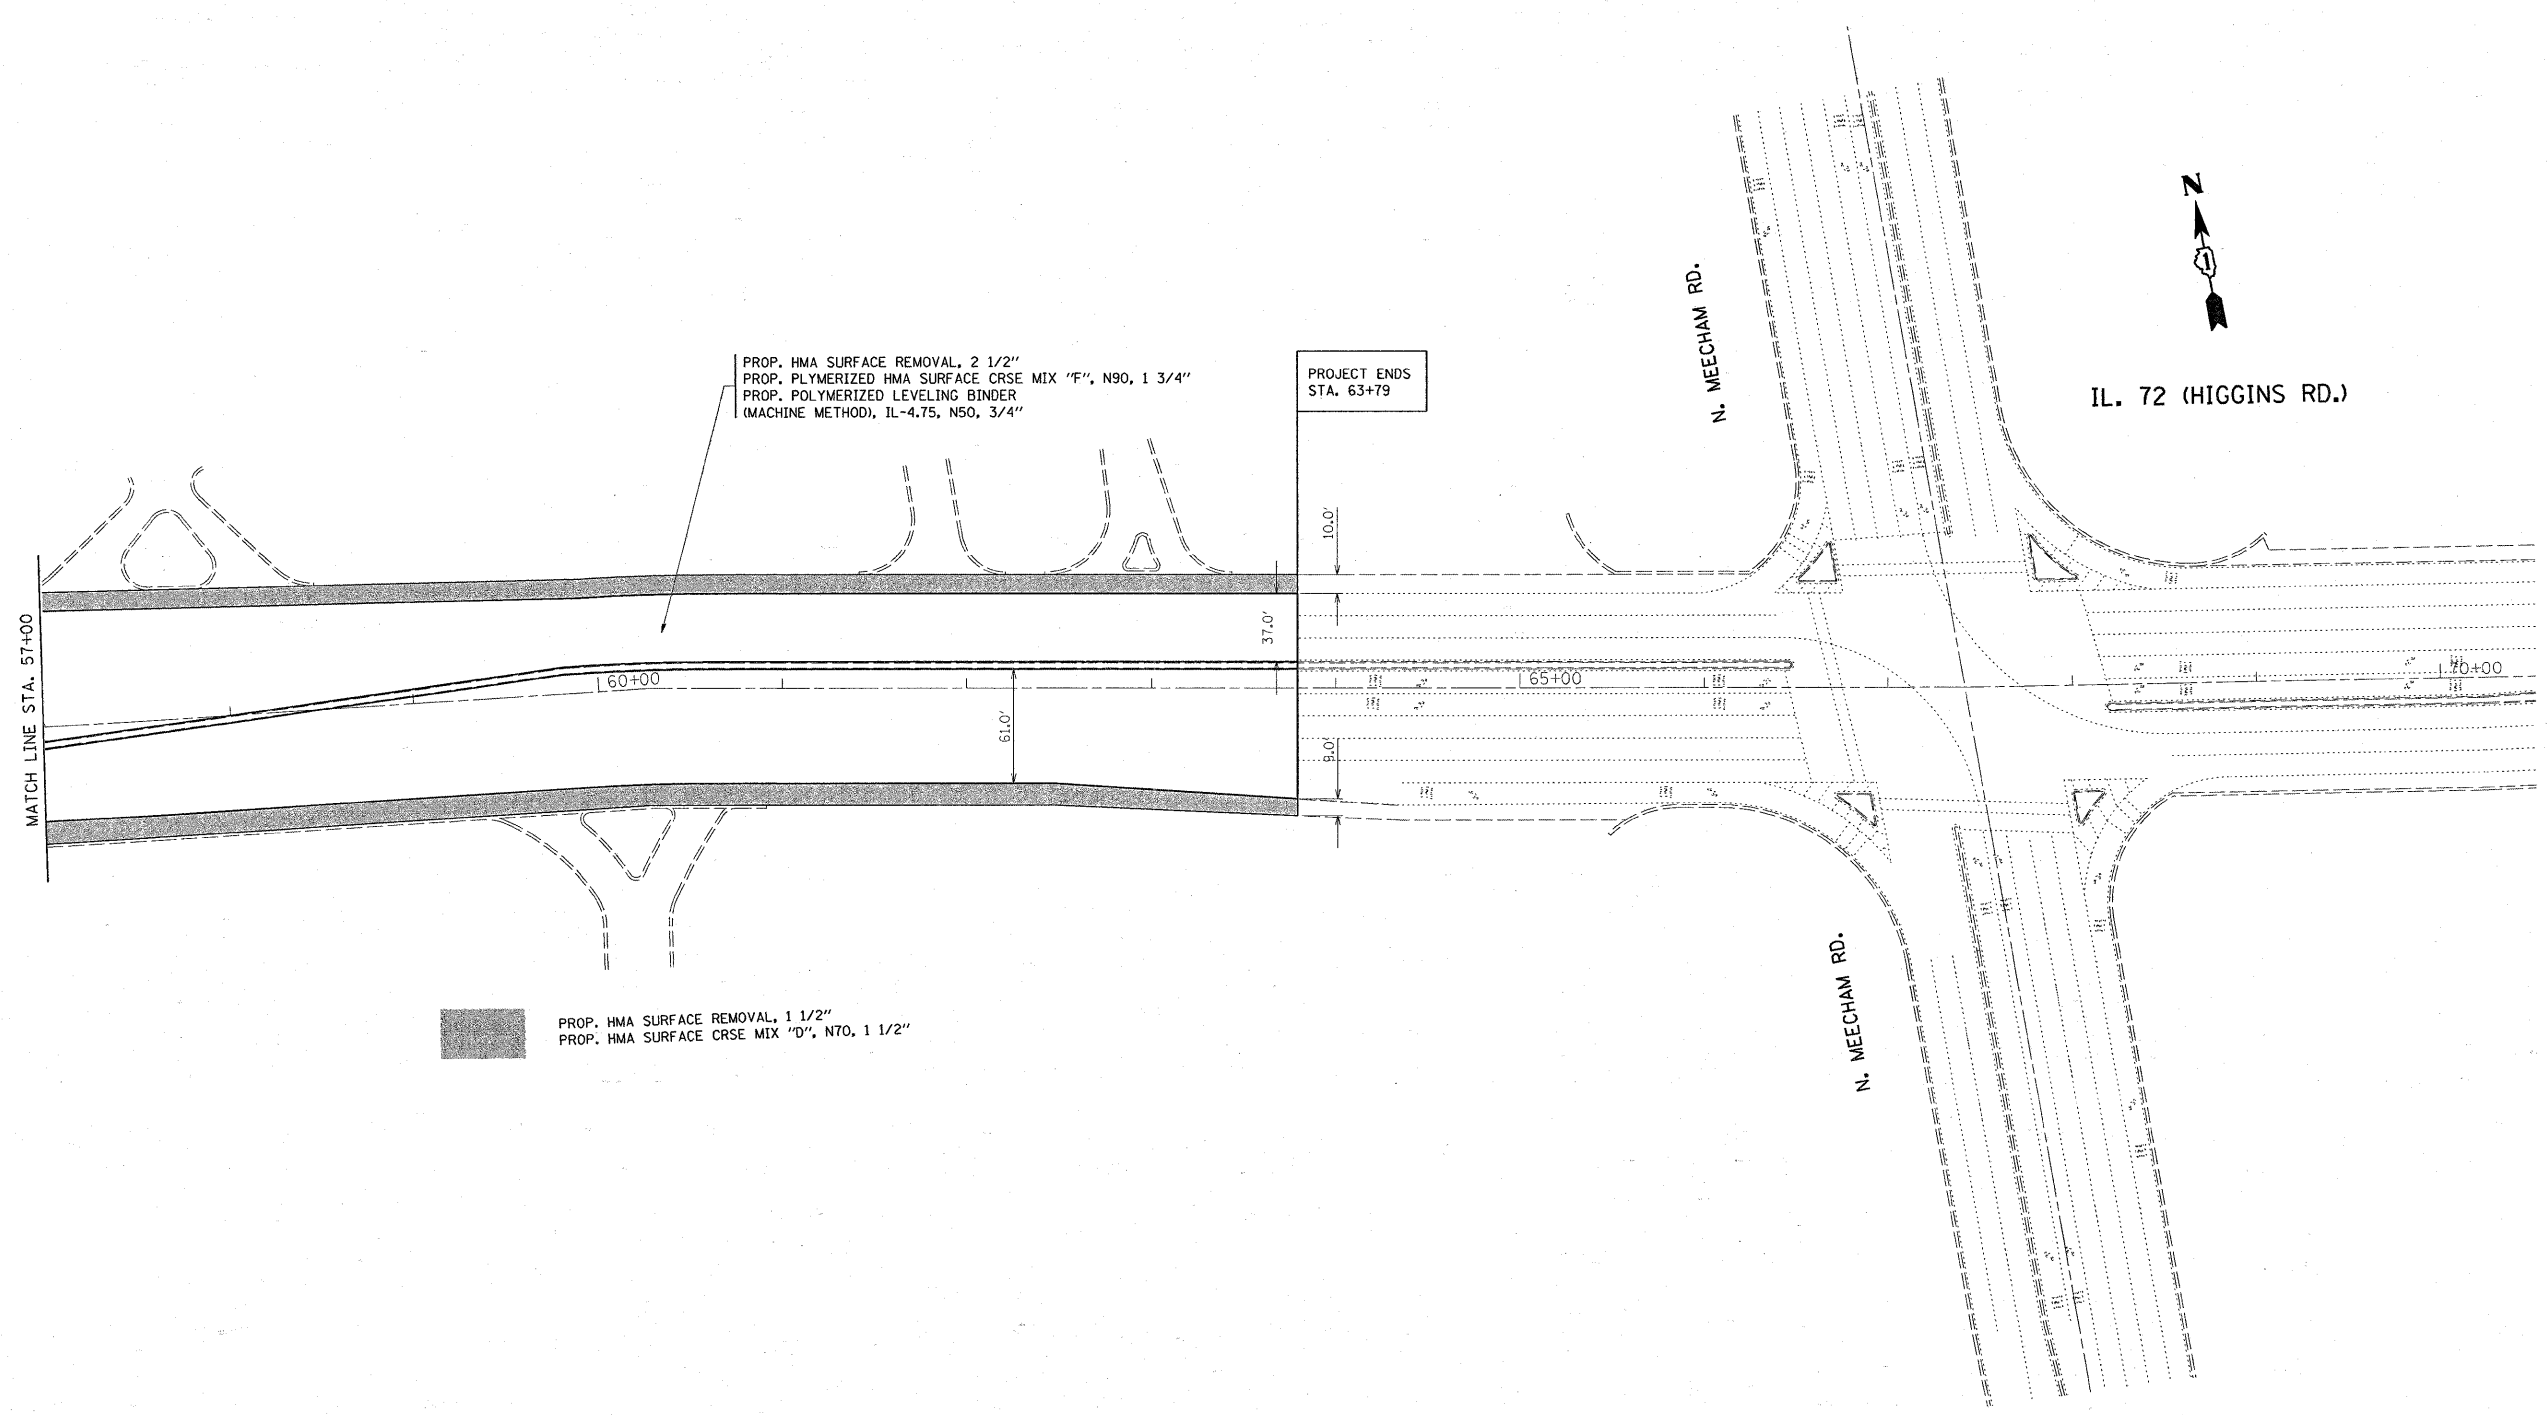 N
N. MEECHAM RD.
IL. 72 (HIGGINS RD.)
PROP. HMA SURFACE REMOVAL, 2 1/2"
PROP. PLYMERIZED HMA SURFACE CRSE MIX "F", N90, 1 3/4"
PROP. POLYMERIZED LEVELING BINDER
(MACHINE METHOD), IL-4.75, N50, 3/4"
PROJECT ENDS
STA. 63+79
10.0'
37.0'
MATCH LINE STA. 57+00
60+00
65+00
70+00
61.0'
9.0'
N. MEECHAM RD.
PROP. HMA SURFACE REMOVAL, 1 1/2"
PROP. HMA SURFACE CRSE MIX "D", N70, 1 1/2"